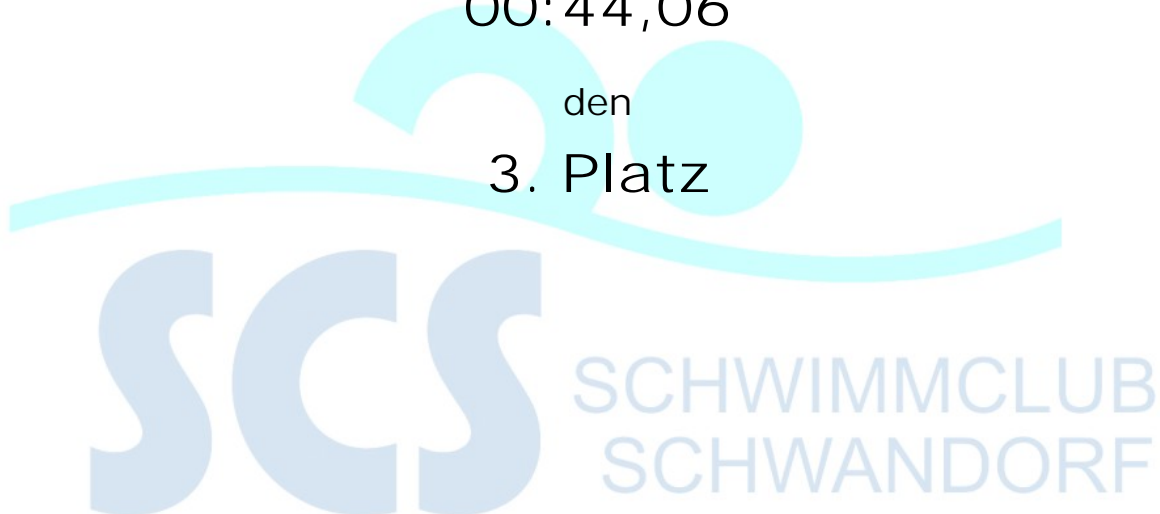 00:44,06
den
3. Platz
SCS
SCHWIMMCLUB
SCHWANDORF